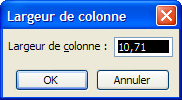 Largeur de colonne
Largeur de colonne : 10,71
OK Annuler